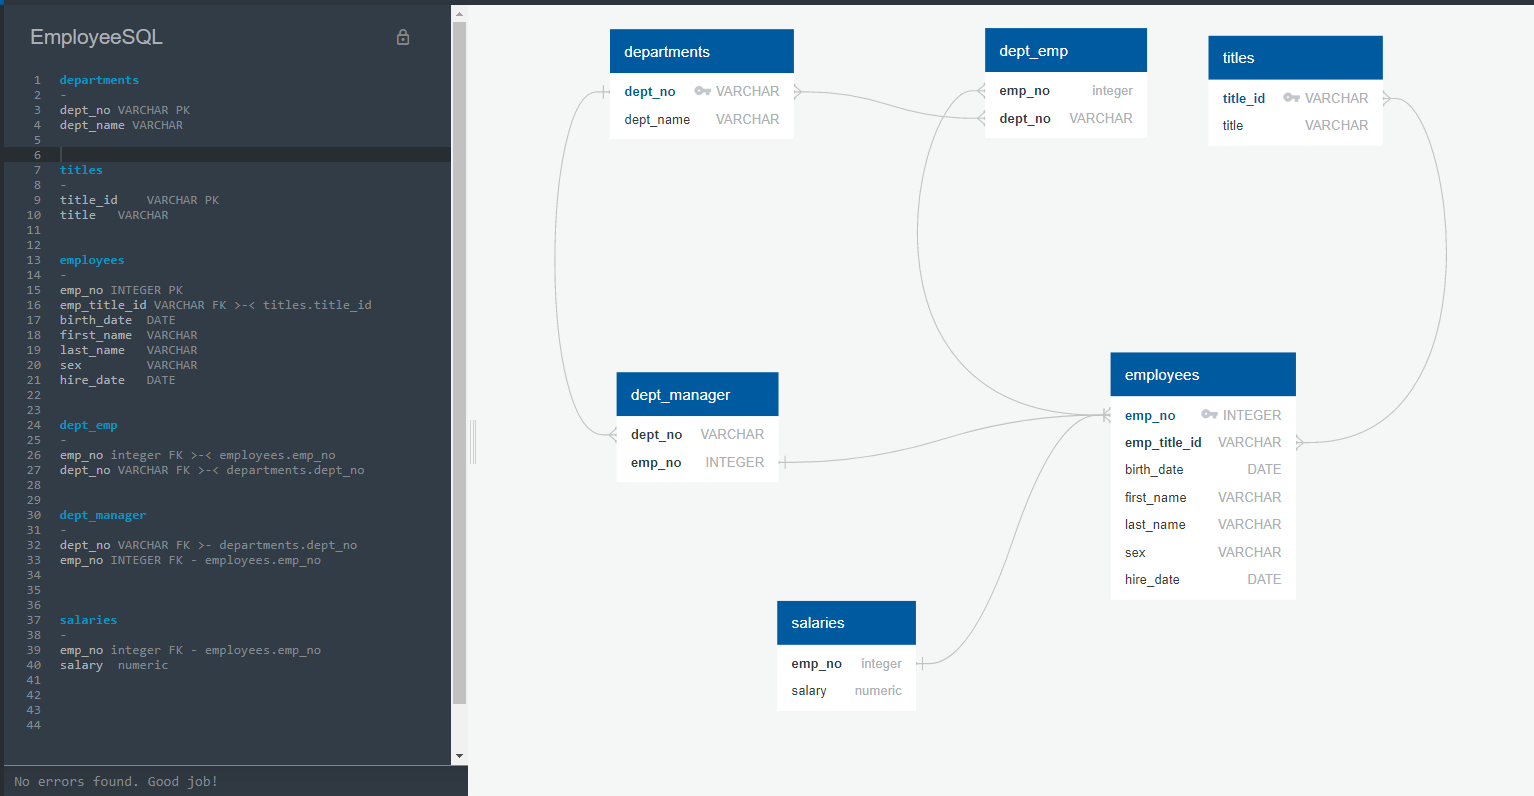 EmployeeSQL
1 departments
2 -
3 dept_no VARCHAR PK
4 dept_name VARCHAR
5
6
7 titles
8 -
9 title_id    VARCHAR PK
10 title   VARCHAR
11
12
13 employees
14 -
15 emp_no INTEGER PK
16 emp_title_id VARCHAR FK >-< titles.title_id
17 birth_date  DATE
18 first_name  VARCHAR
19 last_name   VARCHAR
20 sex         VARCHAR
21 hire_date   DATE
22
23
24 dept_emp
25 -
26 emp_no integer FK >-< employees.emp_no
27 dept_no VARCHAR FK >-< departments.dept_no
28
29
30 dept_manager
31 -
32 dept_no VARCHAR FK >- departments.dept_no
33 emp_no INTEGER FK - employees.emp_no
34
35
36
37 salaries
38 -
39 emp_no integer FK - employees.emp_no
40 salary  numeric
41
42
43
44
No errors found. Good job!
departments
dept_no VARCHAR
dept_name VARCHAR
dept_emp
emp_no integer
dept_no VARCHAR
titles
title_id VARCHAR
title VARCHAR
dept_manager
dept_no VARCHAR
emp_no INTEGER
employees
emp_no INTEGER
emp_title_id VARCHAR
birth_date DATE
first_name VARCHAR
last_name VARCHAR
sex VARCHAR
hire_date DATE
salaries
emp_no integer
salary numeric